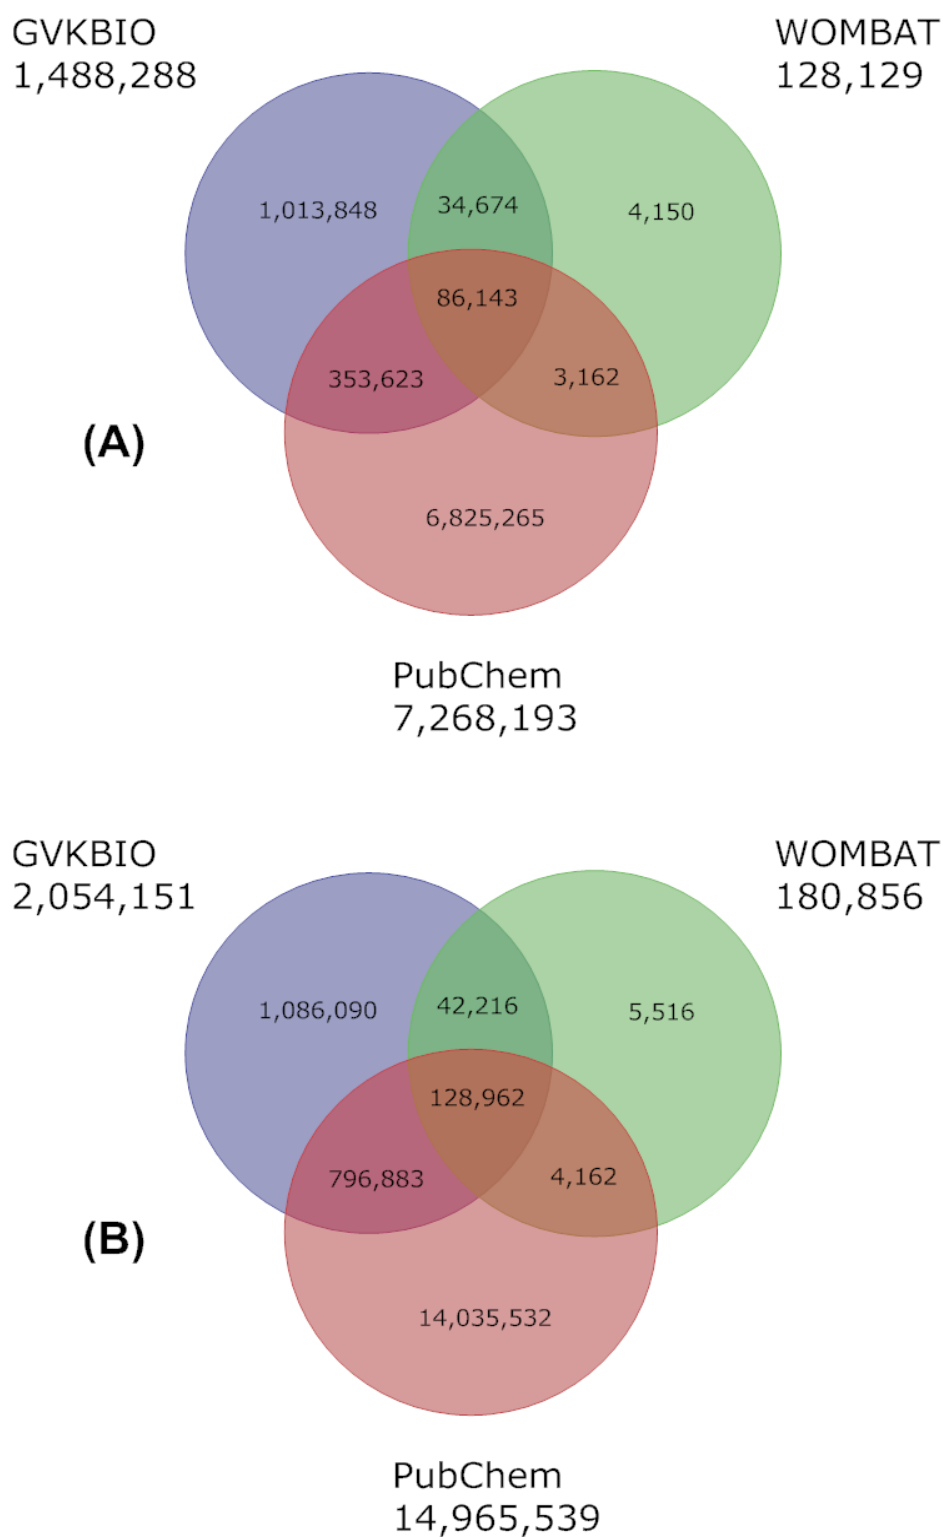 GVKBIO
1,488,288
WOMBAT
128,129
1,013,848
34,674
4,150
86,143
353,623
3,162
(A)
6,825,265
PubChem
7,268,193
GVKBIO
2,054,151
WOMBAT
180,856
1,086,090
42,216
5,516
128,962
796,883
4,162
(B)
14,035,532
PubChem
14,965,539